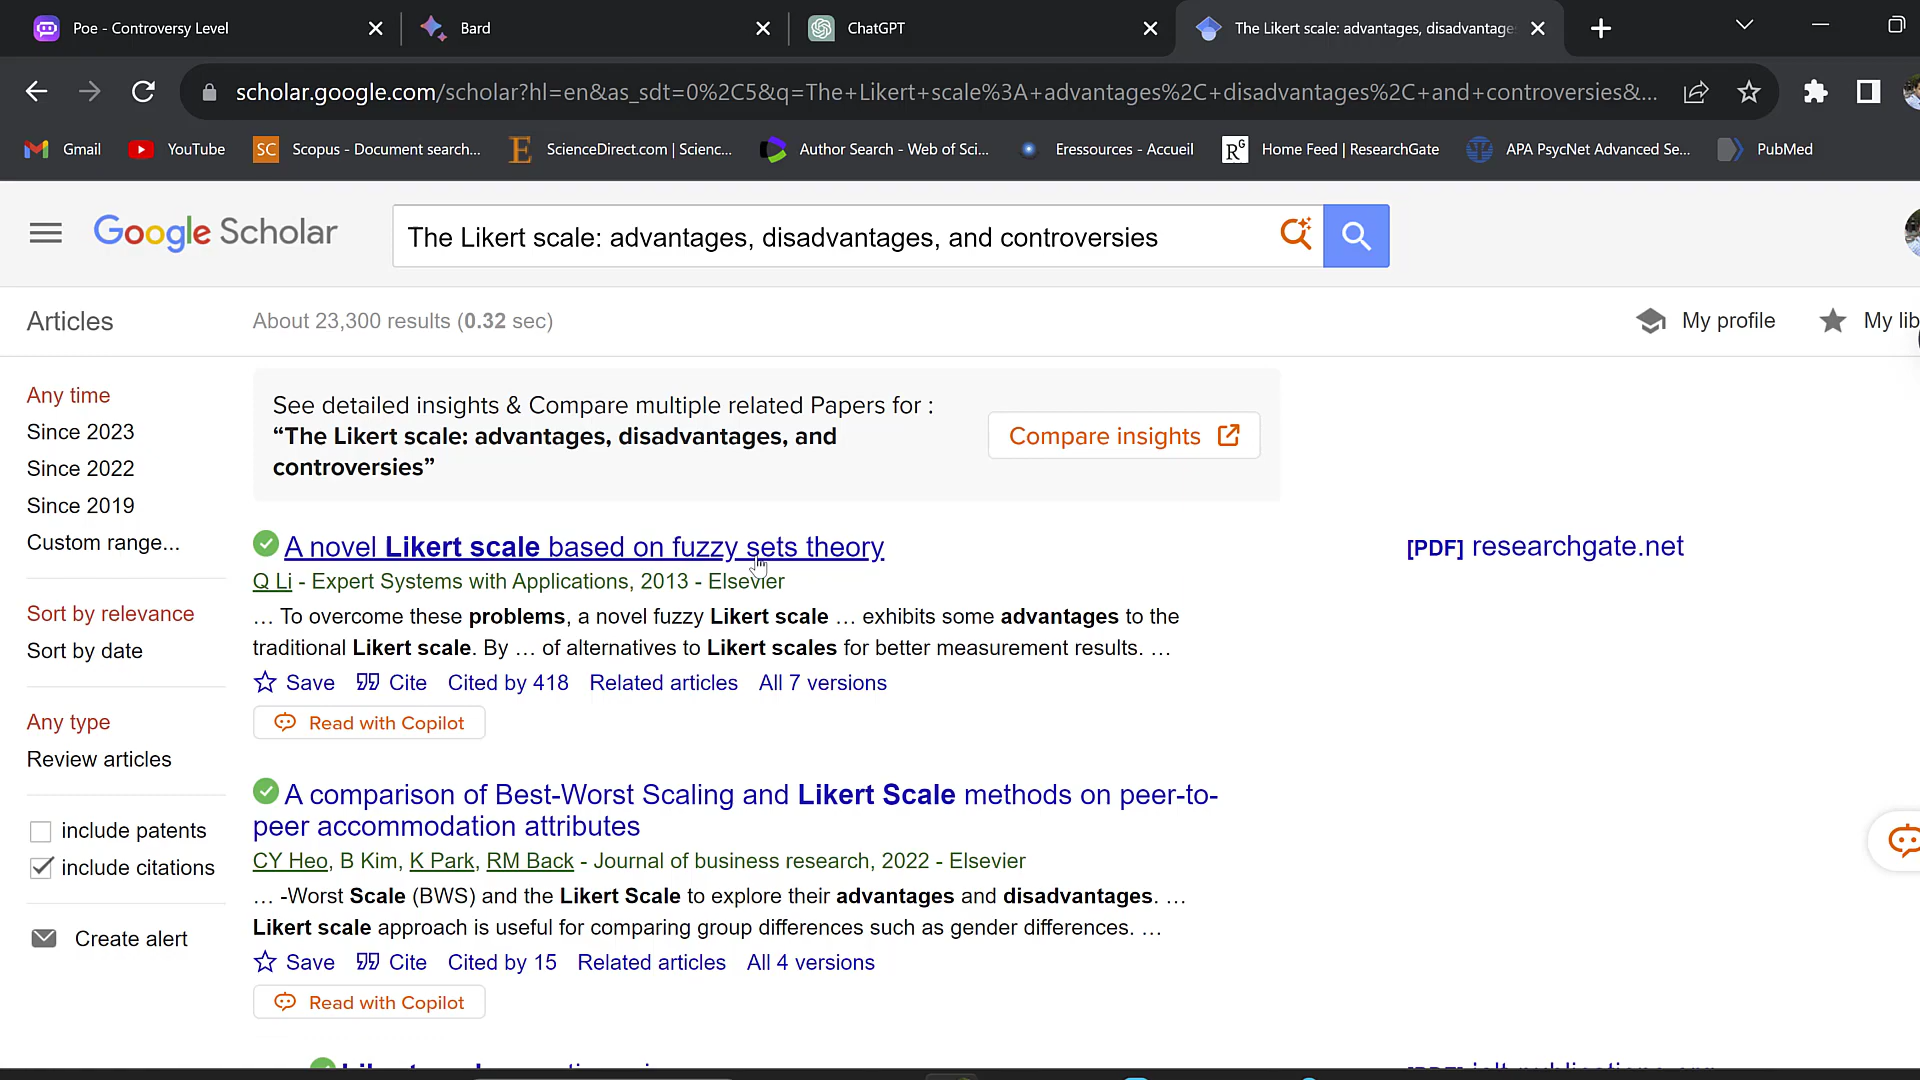 Poe - Controversy Level
Bard
ChatGPT
The Likert scale: advantages, disadvantage
scholar.google.com/scholar?hl=en&as_sdt=0%2C5&q=The+Likert+scale%3A+advantages%2C+disadvantages%2C+and+controversies&...
Gmail
YouTube
SC Scopus - Document search...
E ScienceDirect.com | Scienc...
Author Search - Web of Sci...
Eressources - Accueil
RG Home Feed | ResearchGate
APA PsycNet Advanced Se...
PubMed
Google Scholar
The Likert scale: advantages, disadvantages, and controversies
Articles
About 23,300 results (0.32 sec)
My profile
My lib
Any time
Since 2023
Since 2022
Since 2019
Custom range...
Sort by relevance
Sort by date
Any type
Review articles
include patents
include citations
Create alert
See detailed insights & Compare multiple related Papers for :
“The Likert scale: advantages, disadvantages, and
controversies”
Compare insights
A novel Likert scale based on fuzzy sets theory
[PDF] researchgate.net
Q Li - Expert Systems with Applications, 2013 - Elsevier
… To overcome these problems, a novel fuzzy Likert scale … exhibits some advantages to the
traditional Likert scale. By … of alternatives to Likert scales for better measurement results. …
Save Cite Cited by 418 Related articles All 7 versions
Read with Copilot
A comparison of Best-Worst Scaling and Likert Scale methods on peer-to-
peer accommodation attributes
CY Heo, B Kim, K Park, RM Back - Journal of business research, 2022 - Elsevier
… -Worst Scale (BWS) and the Likert Scale to explore their advantages and disadvantages. …
Likert scale approach is useful for comparing group differences such as gender differences. …
Save Cite Cited by 15 Related articles All 4 versions
Read with Copilot